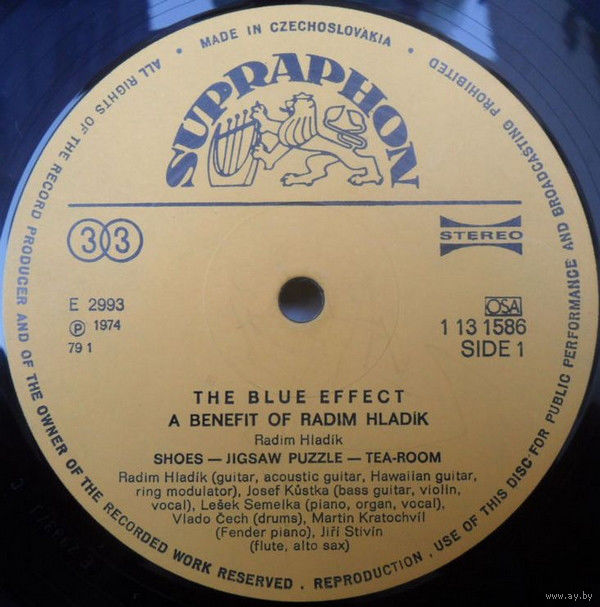 ALL RIGHTS OF THE RECORD PRODUCER AND OF THE OWNER OF THE RECORDED WORK RESERVED . REPRODUCTION . USE OF THIS DISC FOR PUBLIC PERFORMANCE AND BROADCASTING PROHIBITED
• MADE IN CZECHOSLOVAKIA •
SUPRAPHON
33
STEREO
E 2993
Ⓟ 1974
79 1
OSA
1 13 1586
SIDE 1
THE BLUE EFFECT
A BENEFIT OF RADIM HLADÍK
Radim Hladík
SHOES — JIGSAW PUZZLE — TEA-ROOM
Radim Hladík (guitar, acoustic guitar, Hawaiian guitar,
ring modulator), Josef Kůstka (bass guitar, violin,
vocal), Lešek Semelka (piano, organ, vocal),
Vlado Čech (drums), Martin Kratochvíl
(Fender piano), Jiří Stivín
(flute, alto sax)
www.ay.by